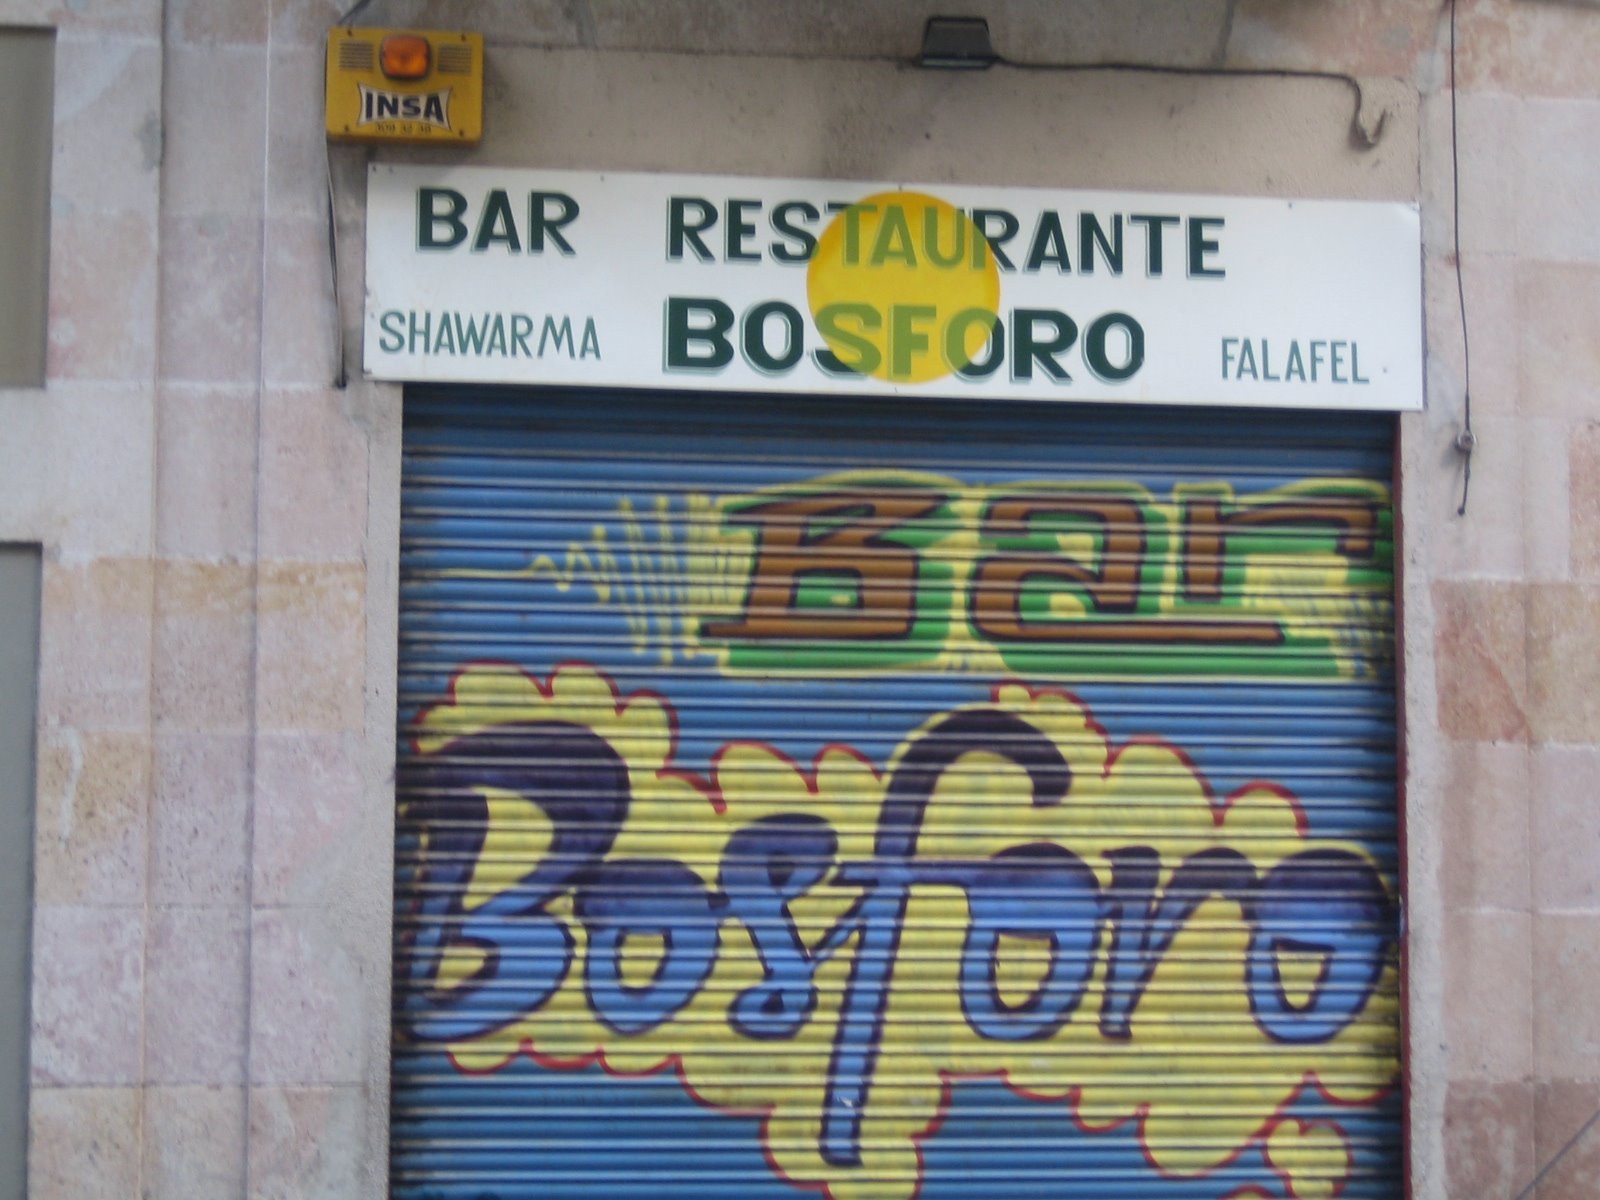 INSA
BAR RESTAURANTE
SHAWARMA BOSFORO FALAFEL
Bar
Bosforo